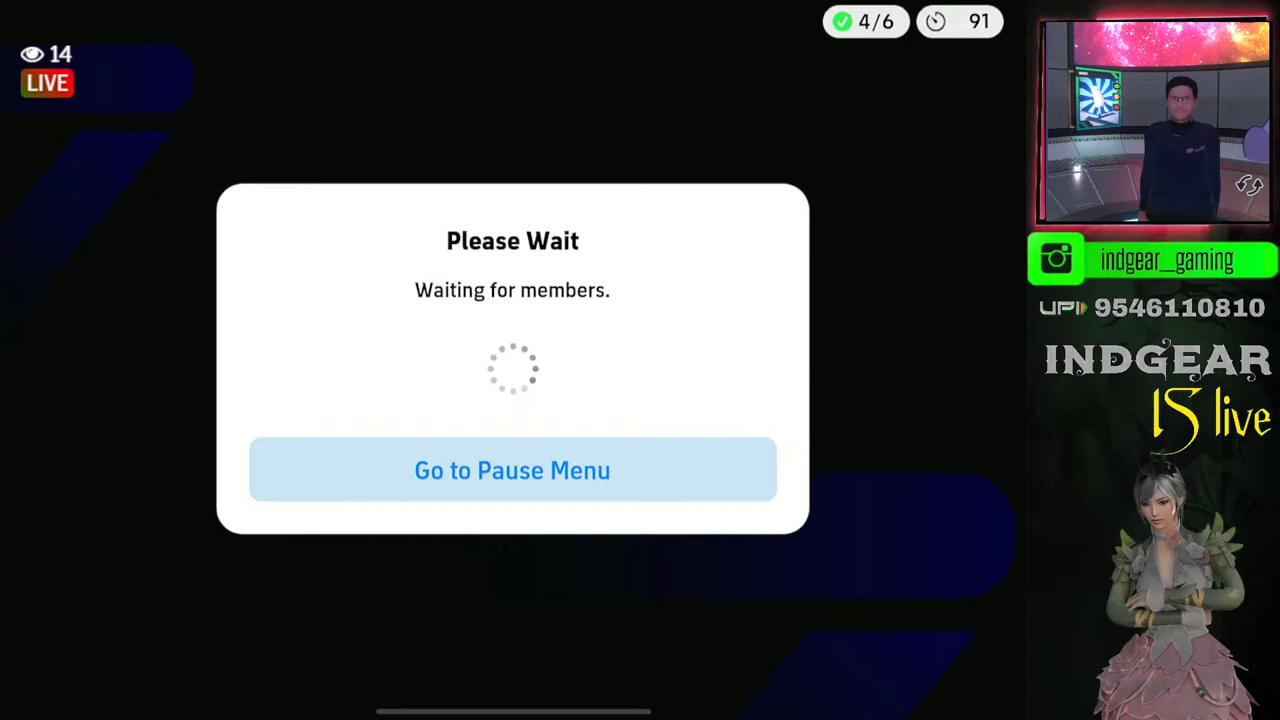 4/6
91
14
LIVE
Please Wait
Waiting for members.
Go to Pause Menu
indgear_gaming
UPI 9546110810
INDGEAR
IS live